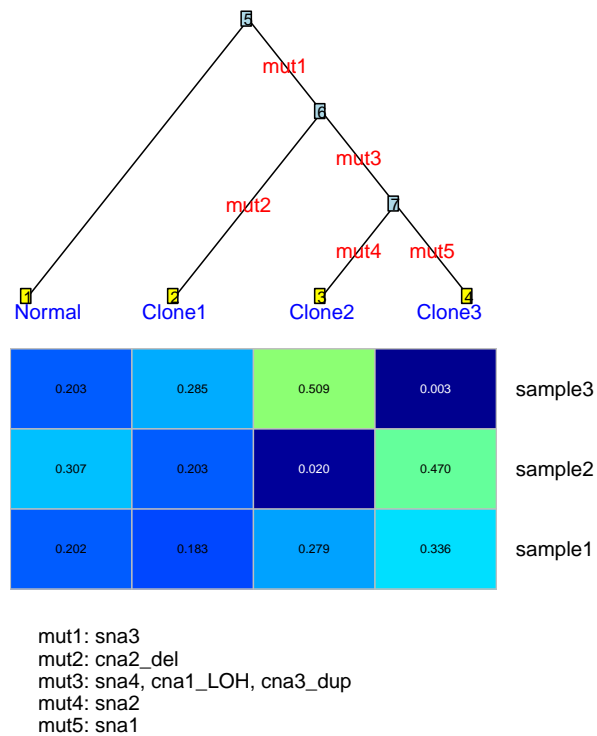 5
mut1
6
mut3
mut2
7
mut4 mut5
1 2 3 4
Normal Clone1 Clone2 Clone3
0.203 0.285 0.509 0.003 sample3
0.307 0.203 0.020 0.470 sample2
0.202 0.183 0.279 0.336 sample1
mut1: sna3
mut2: cna2_del
mut3: sna4, cna1_LOH, cna3_dup
mut4: sna2
mut5: sna1